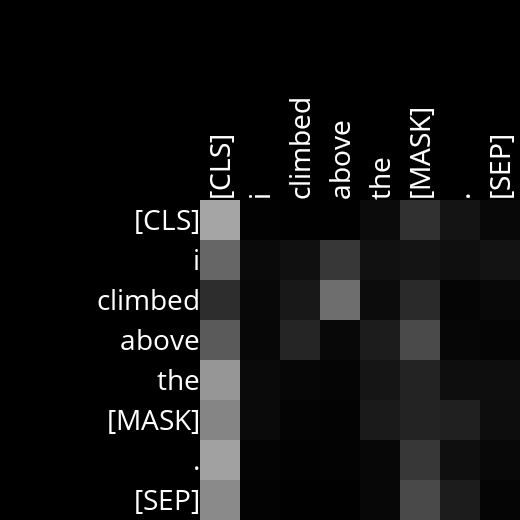 [CLS] i climbed above the [MASK] . [SEP]
[CLS]
i
climbed
above
the
[MASK]
.
[SEP]